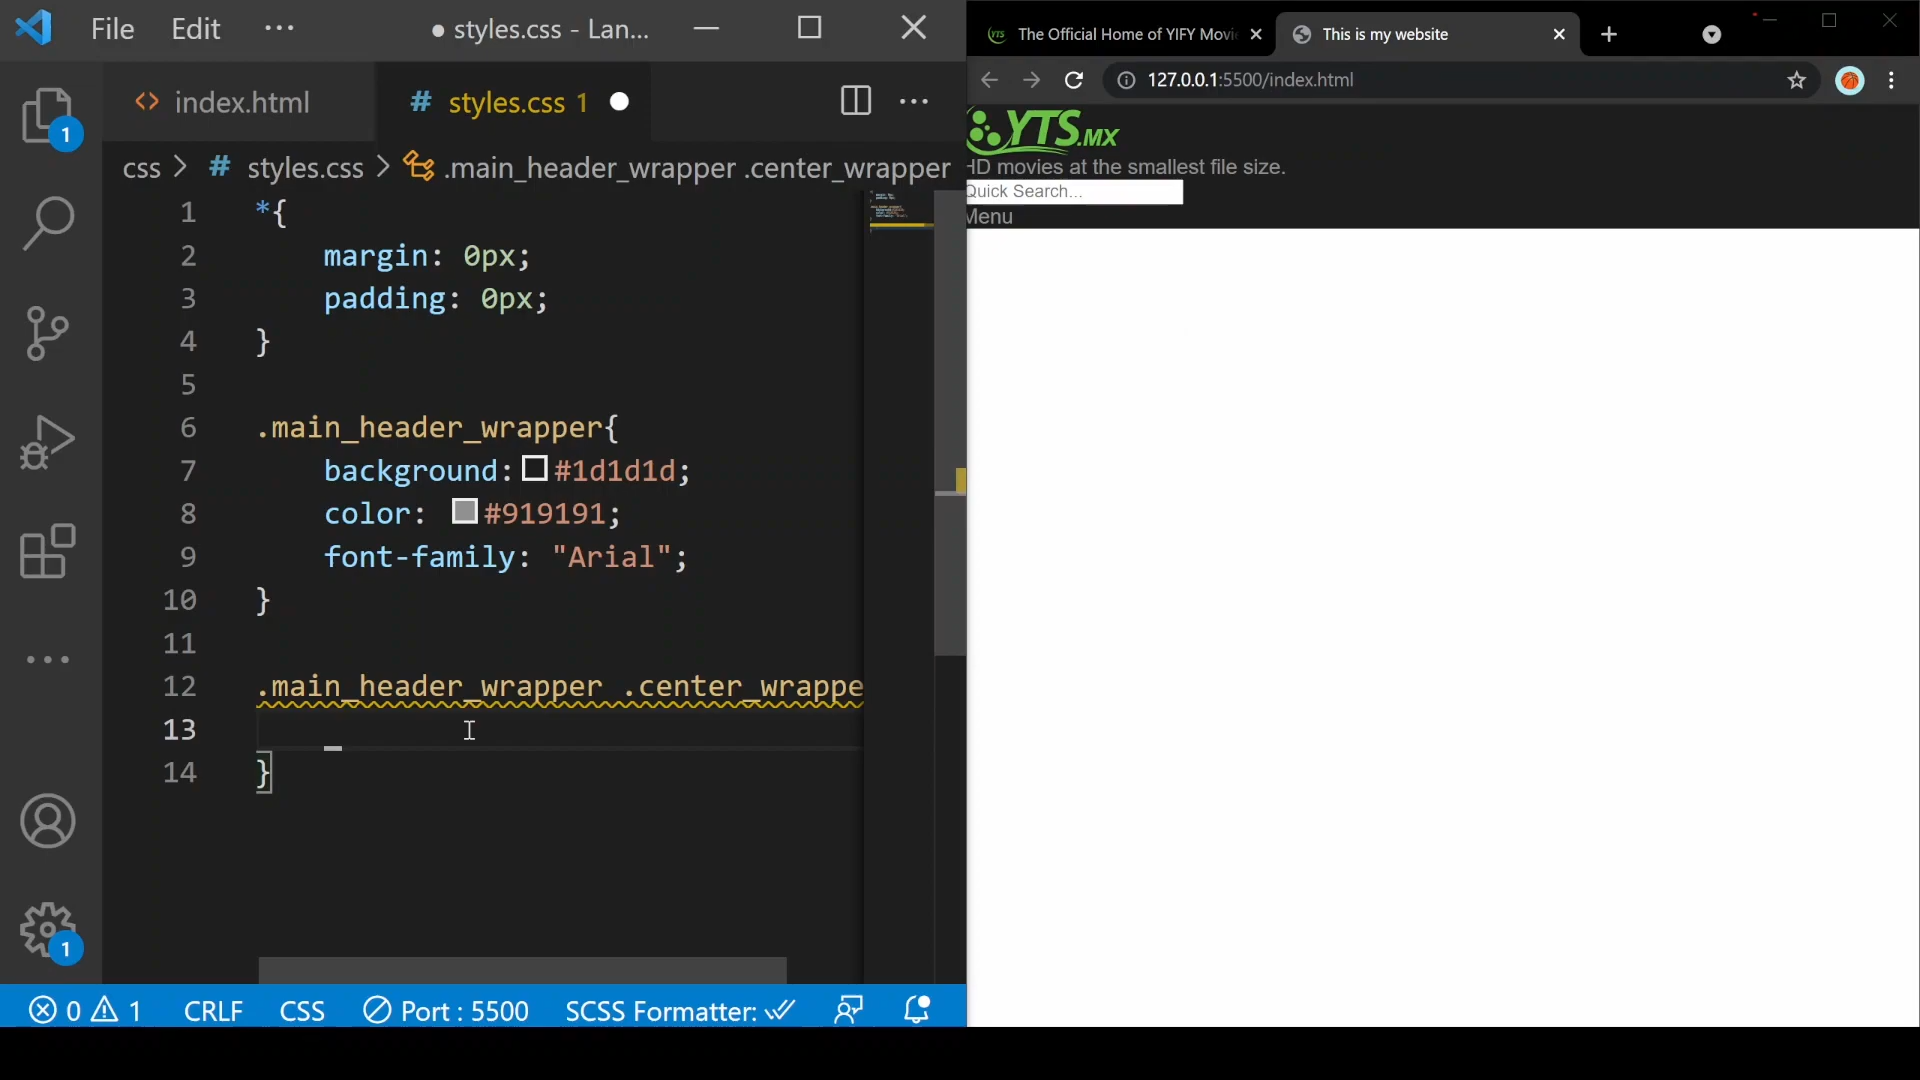 File Edit ... ● styles.css - Lan...
index.html # styles.css 1
css > # styles.css > .main_header_wrapper .center_wrapper
1 *{
2 margin: 0px;
3 padding: 0px;
4 }
5
6 .main_header_wrapper{
7 background: #1d1d1d;
8 color: #919191;
9 font-family: "Arial";
10 }
11
12 .main_header_wrapper .center_wrappe
13
14 }
1
1
0 1 CRLF CSS Port : 5500 SCSS Formatter:
YTS The Official Home of YIFY Movi
This is my website
127.0.0.1:5500/index.html
YTS.MX
HD movies at the smallest file size.
Quick Search...
Menu